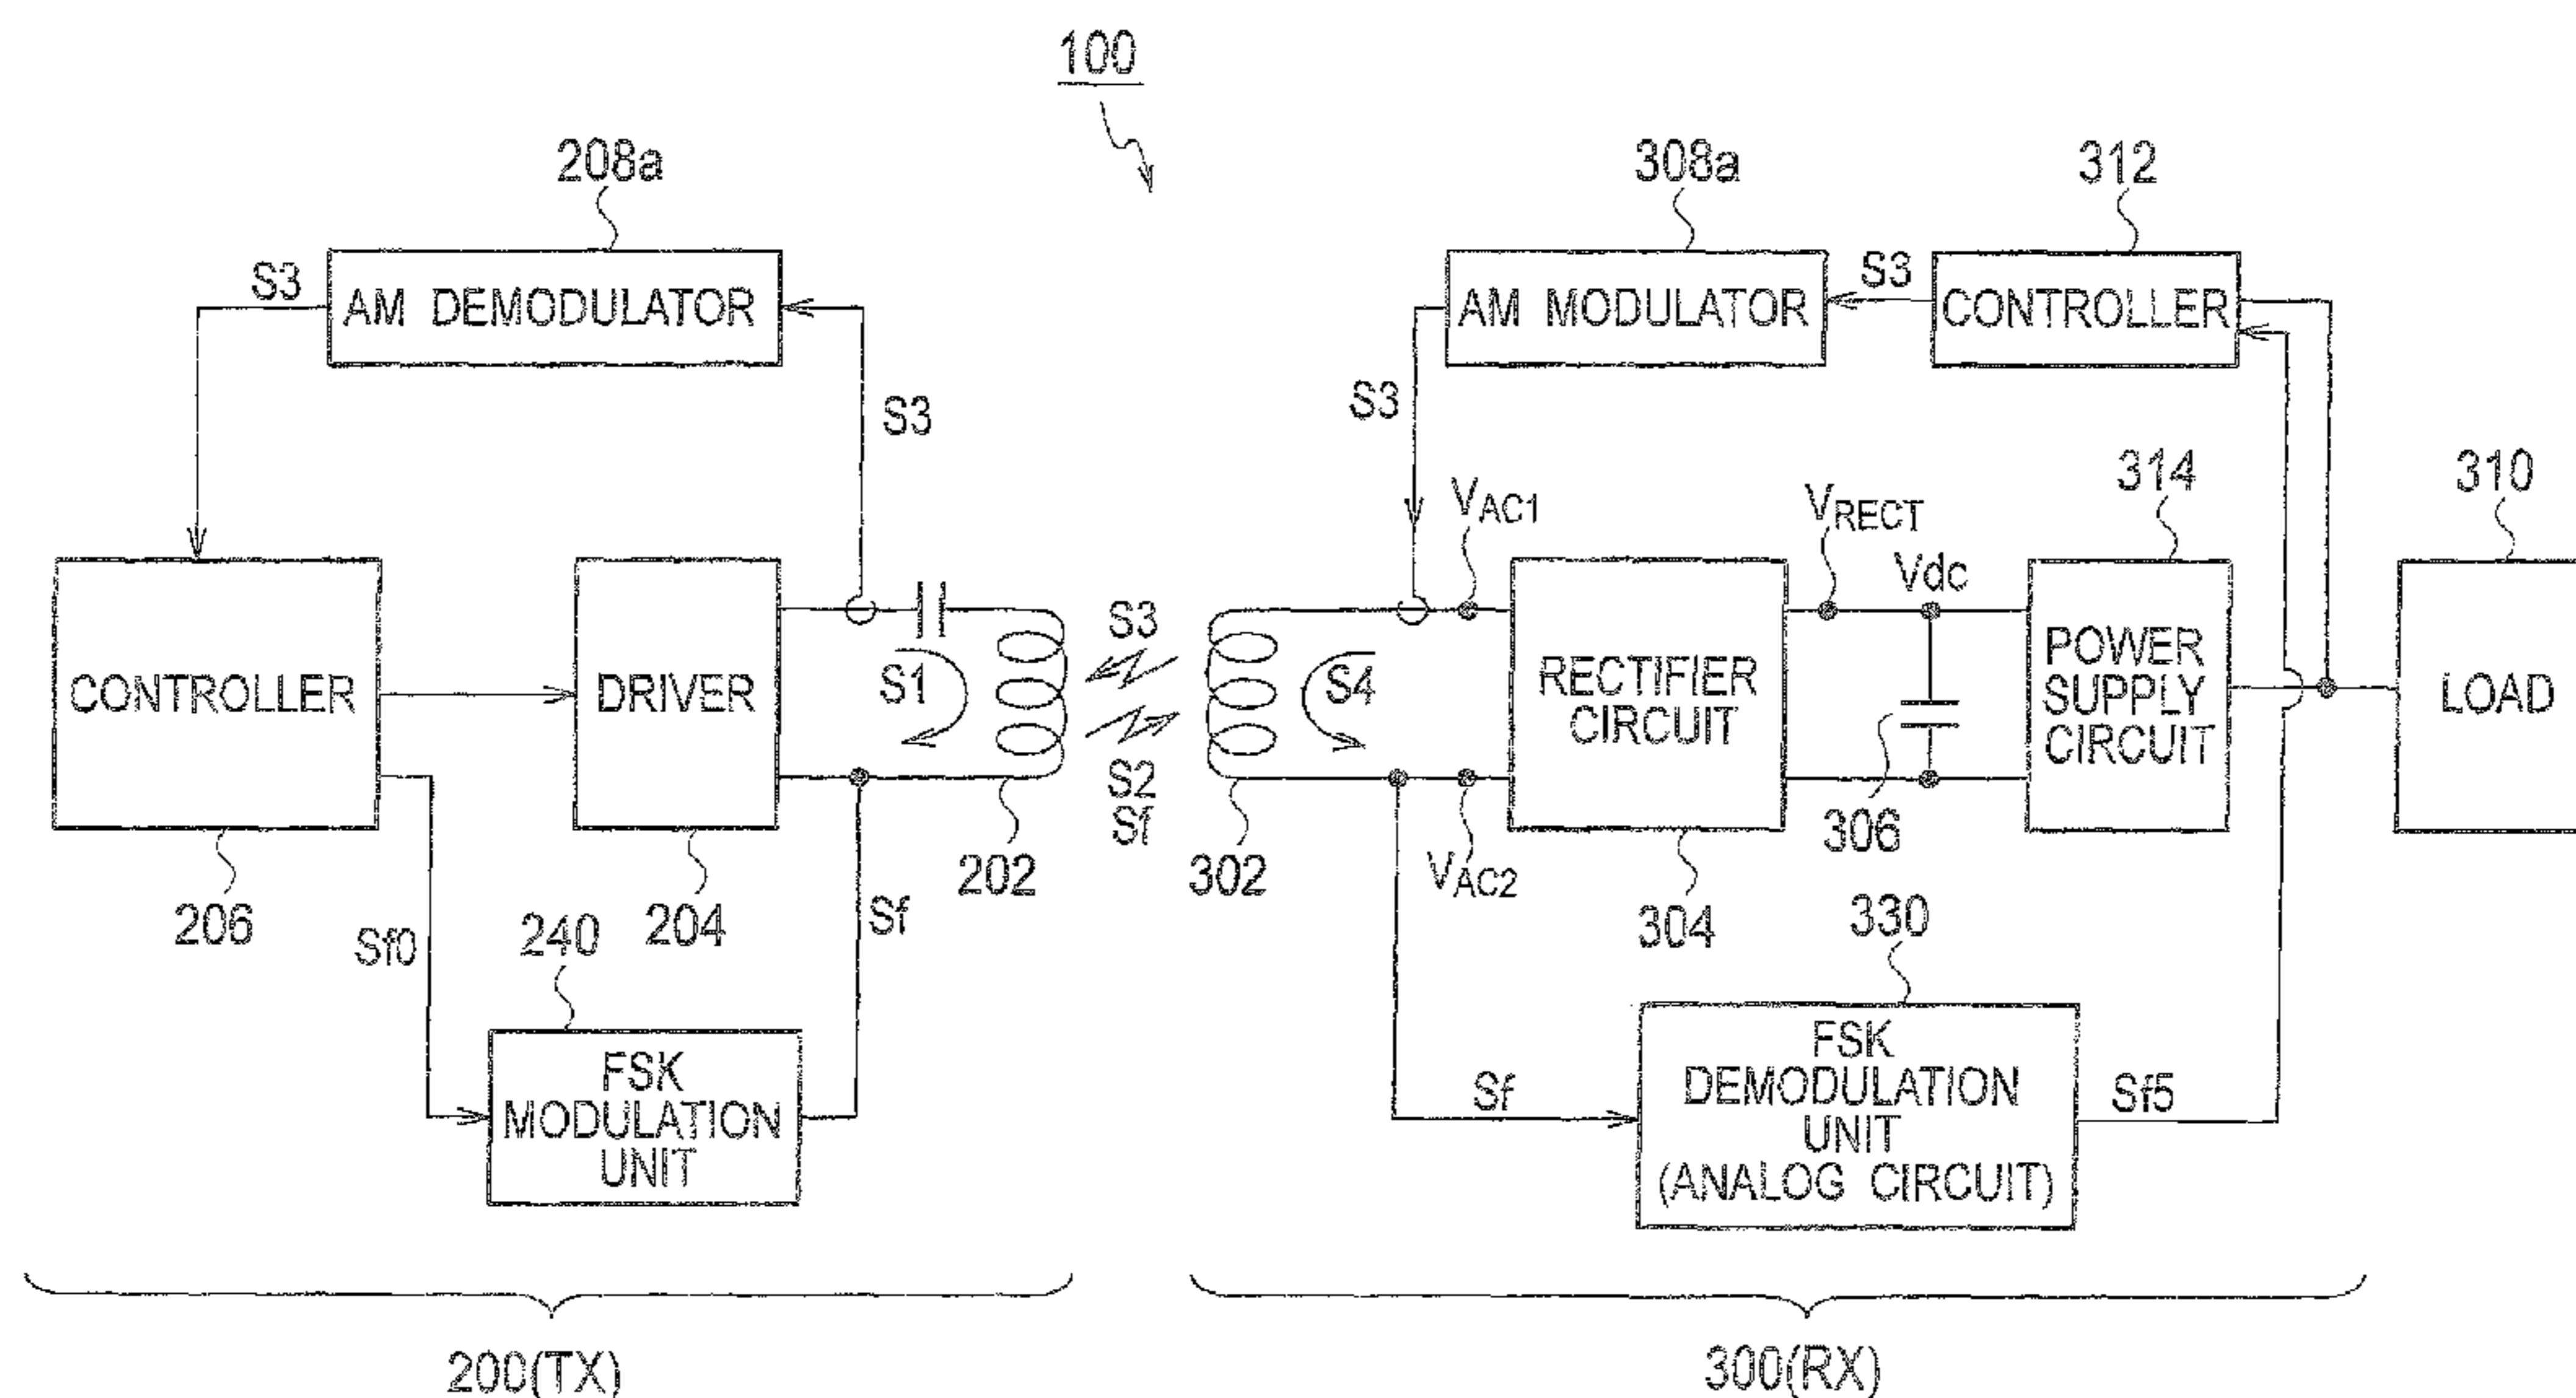 100
208a
308a
312
S3
AM DEMODULATOR
AM MODULATOR
S3
CONTROLLER
S3
S3
314
310
VAC1
VRECT
Vdc
CONTROLLER
DRIVER
S1
S3
S2
Sf
S4
RECTIFIER
CIRCUIT
POWER
SUPPLY
CIRCUIT
LOAD
306
202
302
VAC2
206
Sf0
240
204
Sf
304
330
FSK
MODULATION
UNIT
Sf
FSK
DEMODULATION
UNIT
(ANALOG CIRCUIT)
Sf5
200(TX)
300(RX)